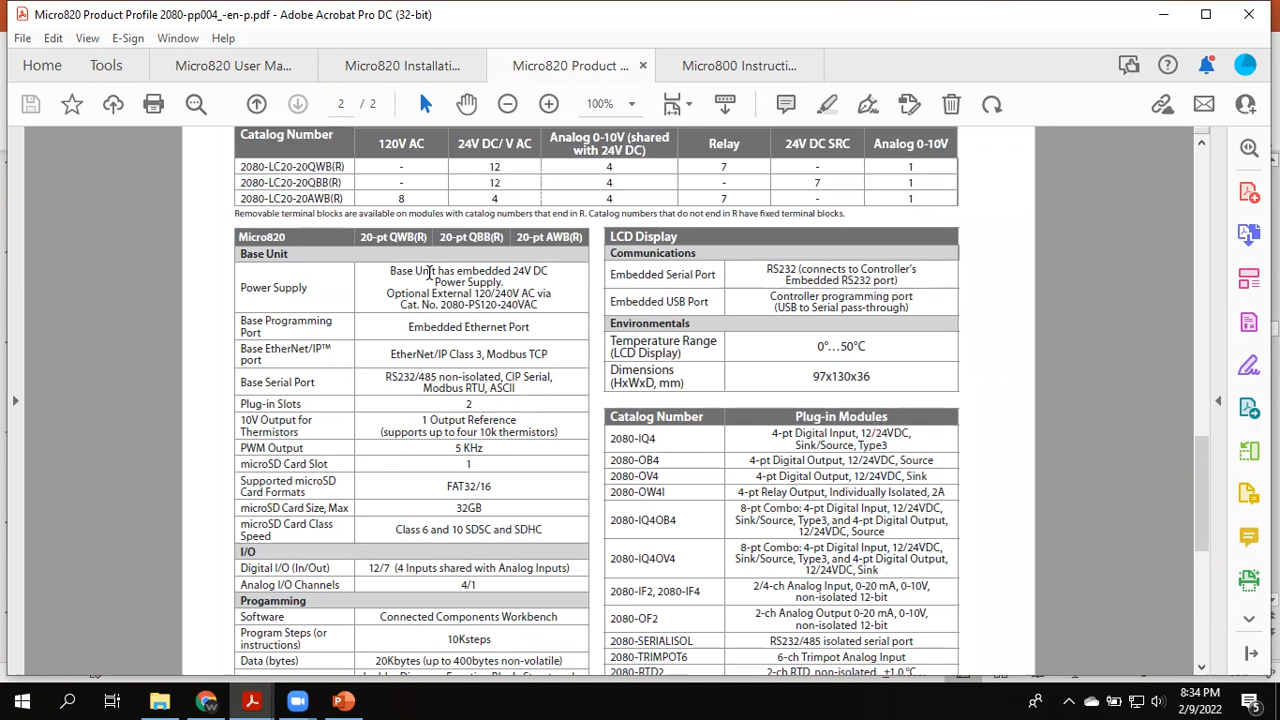 Micro820 Product Profile 2080-pp004_-en-p.pdf - Adobe Acrobat Pro DC (32-bit)
File Edit View E-Sign Window Help
Home Tools Micro820 User Ma... Micro820 Installati... Micro820 Product ... × Micro800 Instructi...
2 / 2 100%
Catalog Number 120V AC 24V DC/ V AC Analog 0-10V (shared with 24V DC) Relay 24V DC SRC Analog 0-10V
2080-LC20-20QWB(R) - 12 4 7 - 1
2080-LC20-20QBB(R) - 12 4 - 7 1
2080-LC20-20AWB(R) 8 4 4 7 - 1
Removable terminal blocks are available on modules with catalog numbers that end in R. Catalog numbers that do not end in R have fixed terminal blocks.
Micro820 20-pt QWB(R) 20-pt QBB(R) 20-pt AWB(R)
Base Unit
Power Supply
Base Unit has embedded 24V DC
Power Supply.
Optional External 120/240V AC via
Cat. No. 2080-PS120-240VAC
Base Programming
Port
Embedded Ethernet Port
Base EtherNet/IP™
port
EtherNet/IP Class 3, Modbus TCP
Base Serial Port
RS232/485 non-isolated, CIP Serial,
Modbus RTU, ASCII
Plug-in Slots 2
10V Output for
Thermistors
1 Output Reference
(supports up to four 10k thermistors)
PWM Output 5 KHz
microSD Card Slot 1
Supported microSD
Card Formats
FAT32/16
microSD Card Size, Max 32GB
microSD Card Class
Speed
Class 6 and 10 SDSC and SDHC
I/O
Digital I/O (In/Out) 12/7 (4 Inputs shared with Analog Inputs)
Analog I/O Channels 4/1
Progamming
Software Connected Components Workbench
Program Steps (or
instructions)
10Ksteps
Data (bytes) 20Kbytes (up to 400bytes non-volatile)
LCD Display
Communications
Embedded Serial Port
RS232 (connects to Controller's
Embedded RS232 port)
Embedded USB Port
Controller programming port
(USB to Serial pass-through)
Environmentals
Temperature Range
(LCD Display)
0°...50°C
Dimensions
(HxWxD, mm)
97x130x36
Catalog Number Plug-in Modules
2080-IQ4
4-pt Digital Input, 12/24VDC,
Sink/Source, Type3
2080-OB4 4-pt Digital Output, 12/24VDC, Source
2080-OV4 4-pt Digital Output, 12/24VDC, Sink
2080-OW4I 4-pt Relay Output, Individually Isolated, 2A
2080-IQ4OB4
8-pt Combo: 4-pt Digital Input, 12/24VDC,
Sink/Source, Type3, and 4-pt Digital Output,
12/24VDC, Source
2080-IQ4OV4
8-pt Combo: 4-pt Digital Input, 12/24VDC,
Sink/Source, Type3, and 4-pt Digital Output,
12/24VDC, Sink
2080-IF2, 2080-IF4
2/4-ch Analog Input, 0-20 mA, 0-10V,
non-isolated 12-bit
2080-OF2
2-ch Analog Output 0-20 mA, 0-10V,
non-isolated 12-bit
2080-SERIALISOL RS232/485 isolated serial port
2080-TRIMPOT6 6-ch Trimpot Analog Input
2080-RTD2 2-ch RTD, non-isolated, ±1.0 °C
8:34 PM
2/9/2022
5